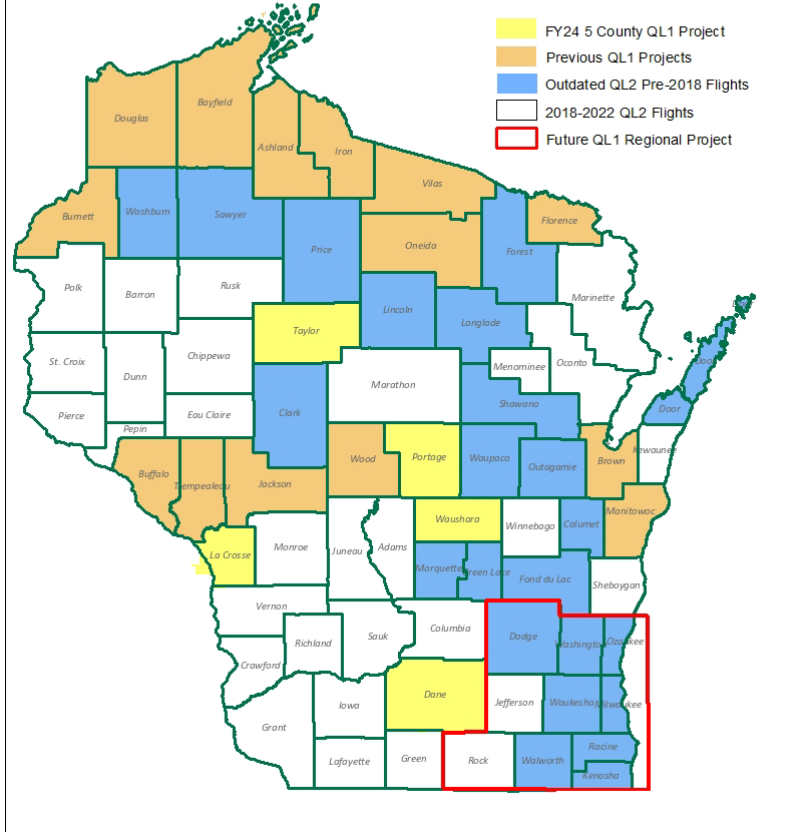 FY24 5 County QL1 Project
Previous QL1 Projects
Outdated QL2 Pre-2018 Flights
2018-2022 QL2 Flights
Future QL1 Regional Project
Bayfield
Douglas
Ashland
Iron
Vilas
Burnett
Washburn
Sawyer
Florence
Price
Oneida
Forest
Polk
Barron
Rusk
Marinette
Lincoln
Langlade
Taylor
Door
St. Croix
Chippewa
Dunn
Menominee
Oconto
Marathon
Shawano
Door
Pierce
Eau Claire
Clark
Pepin
Kewaunee
Wood
Portage
Waupaca
Outagamie
Brown
Buffalo
Trempealeau
Jackson
Manitowoc
Waushara
Winnebago
Calumet
La Crosse
Monroe
Juneau
Adams
Marquette
Green Lake
Fond du Lac
Sheboygan
Vernon
Columbia
Sauk
Dodge
Richland
Washington
Ozaukee
Crawford
Dane
Iowa
Jefferson
Waukesha
Milwaukee
Grant
Racine
Lafayette
Green
Rock
Walworth
Kenosha